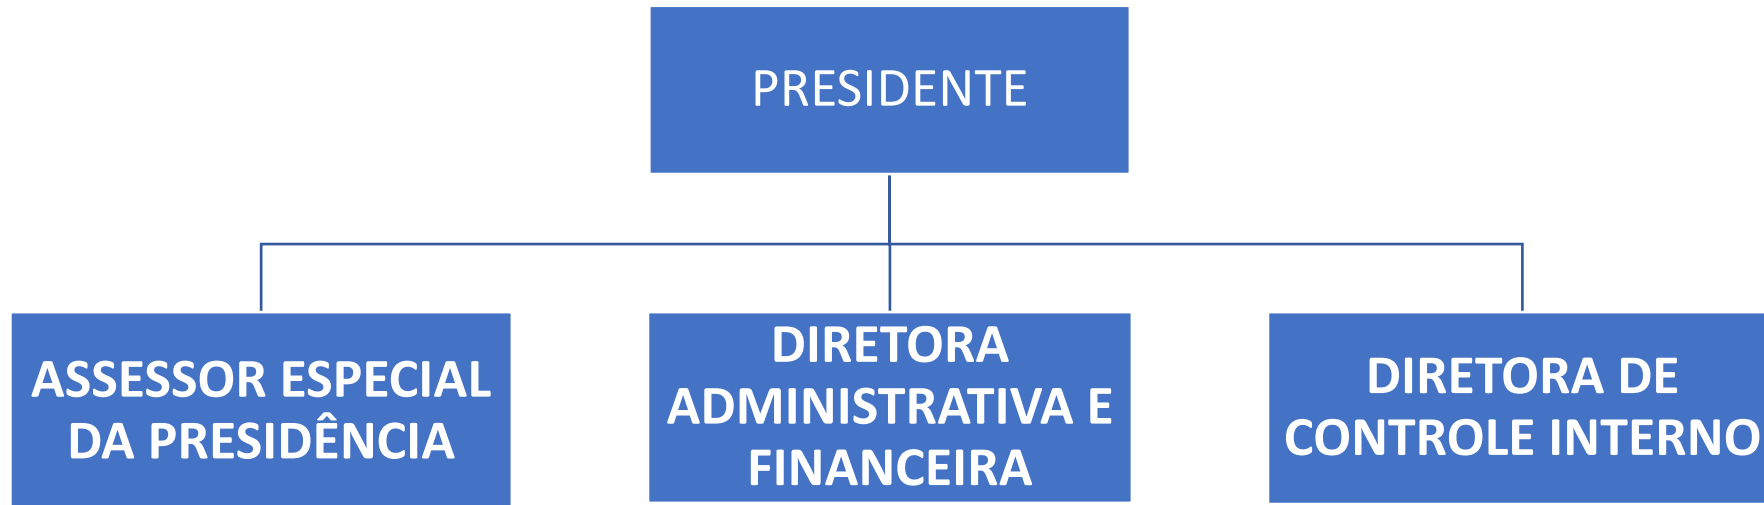 PRESIDENTE
ASSESSOR ESPECIAL
DA PRESIDÊNCIA
DIRETORA
ADMINISTRATIVA E
FINANCEIRA
DIRETORA DE
CONTROLE INTERNO